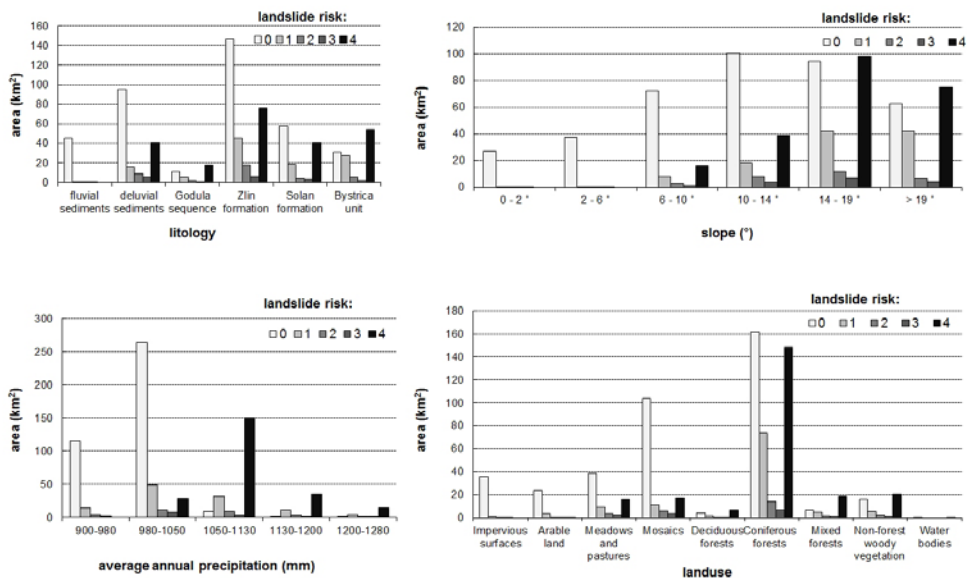 landslide risk:
0 1 2 3 4
area (km²)
160
140
120
100
80
60
40
20
0
fluvial sediments
deluvial sediments
Godula sequence
Zlin formation
Solan formation
Bystrica unit
litology
landslide risk:
0 1 2 3 4
area (km²)
120
100
80
60
40
20
0
0 - 2 °
2 - 6 °
6 - 10 °
10 - 14 °
14 - 19 °
> 19 °
slope (°)
landslide risk:
0 1 2 3 4
area (km²)
300
250
200
150
100
50
0
900-980
980-1050
1050-1130
1130-1200
1200-1280
average annual precipitation (mm)
landslide risk:
0 1 2 3 4
area (km²)
180
160
140
120
100
80
60
40
20
0
Impervious surfaces
Arable land
Meadows and pastures
Mosaics
Deciduous forests
Coniferous forests
Mixed forests
Non-forest woody vegetation
Water bodies
landuse